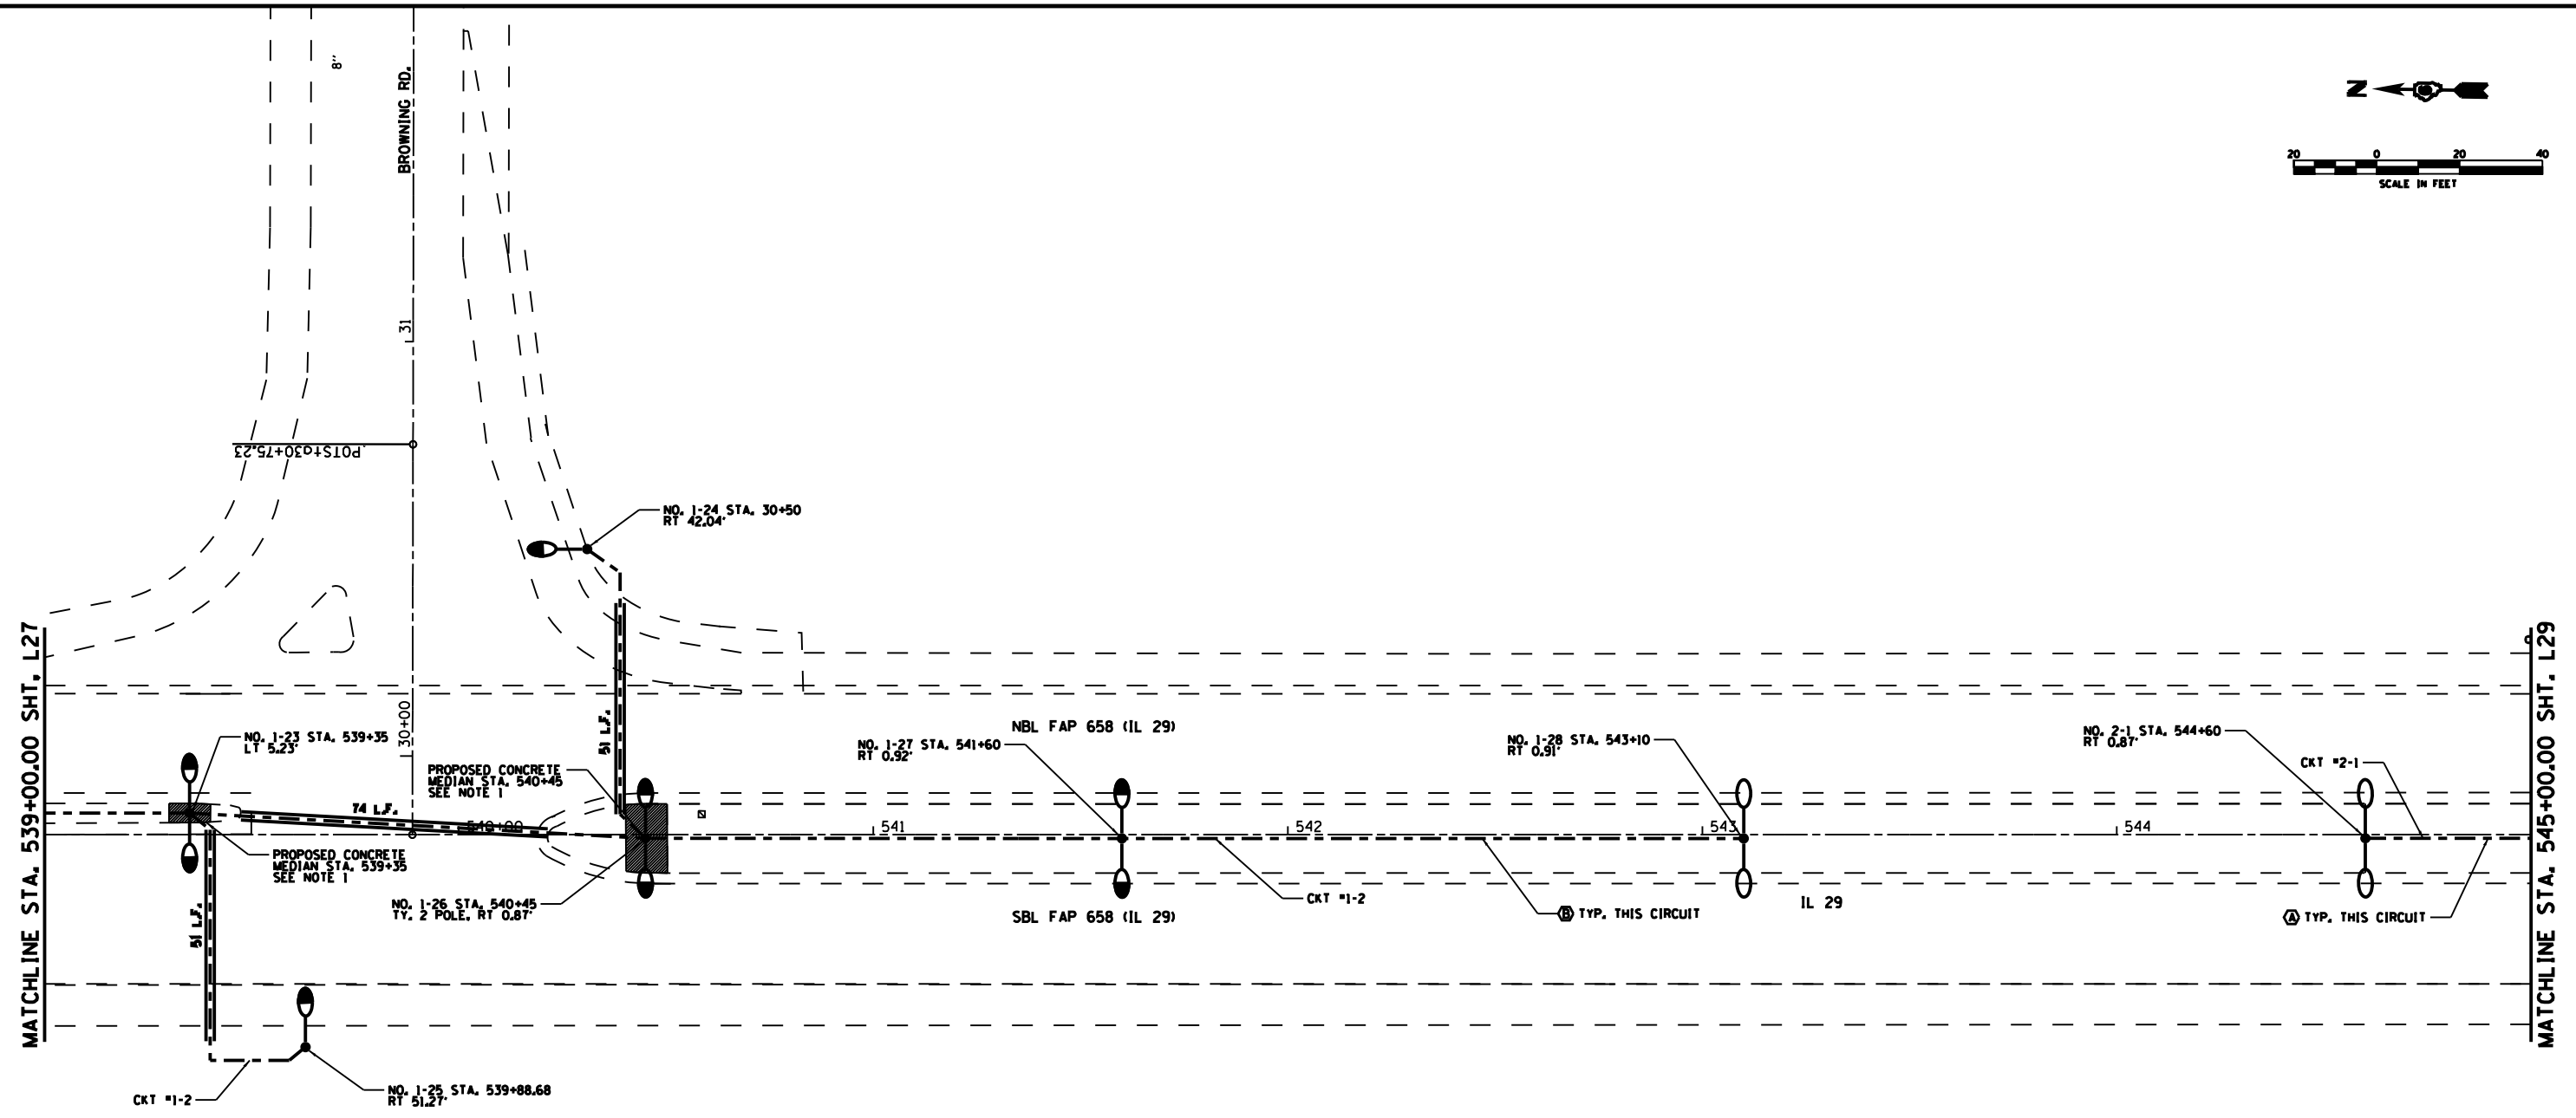 8"
BROWNING RD.
N
20 0 20 40
SCALE IN FEET
31
POTSta30+75.23
NO. 1-24 STA. 30+50
RT 42.04'
MATCHLINE STA. 539+00.00 SHT. L27
MATCHLINE STA. 545+00.00 SHT. L29
30+00
51 L.F.
NBL FAP 658 (IL 29)
NO. 1-23 STA. 539+35
LT 5.23'
NO. 1-27 STA. 541+60
RT 0.92'
NO. 1-28 STA. 543+10
RT 0.91'
NO. 2-1 STA. 544+60
RT 0.87'
CKT #2-1
PROPOSED CONCRETE
MEDIAN STA. 540+45
SEE NOTE 1
74 L.F.
540+00
541
542
543
544
PROPOSED CONCRETE
MEDIAN STA. 539+35
SEE NOTE 1
NO. 1-26 STA. 540+45
TY. 2 POLE, RT 0.87'
CKT #1-2
SBL FAP 658 (IL 29)
B TYP. THIS CIRCUIT
IL 29
A TYP. THIS CIRCUIT
51 L.F.
NO. 1-25 STA. 539+88.68
RT 51.27'
CKT #1-2